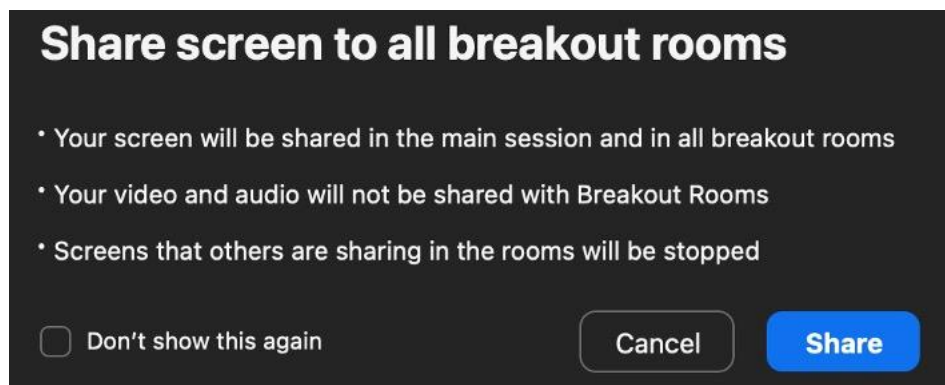 Share screen to all breakout rooms
• Your screen will be shared in the main session and in all breakout rooms
• Your video and audio will not be shared with Breakout Rooms
• Screens that others are sharing in the rooms will be stopped
Don’t show this again
Cancel
Share